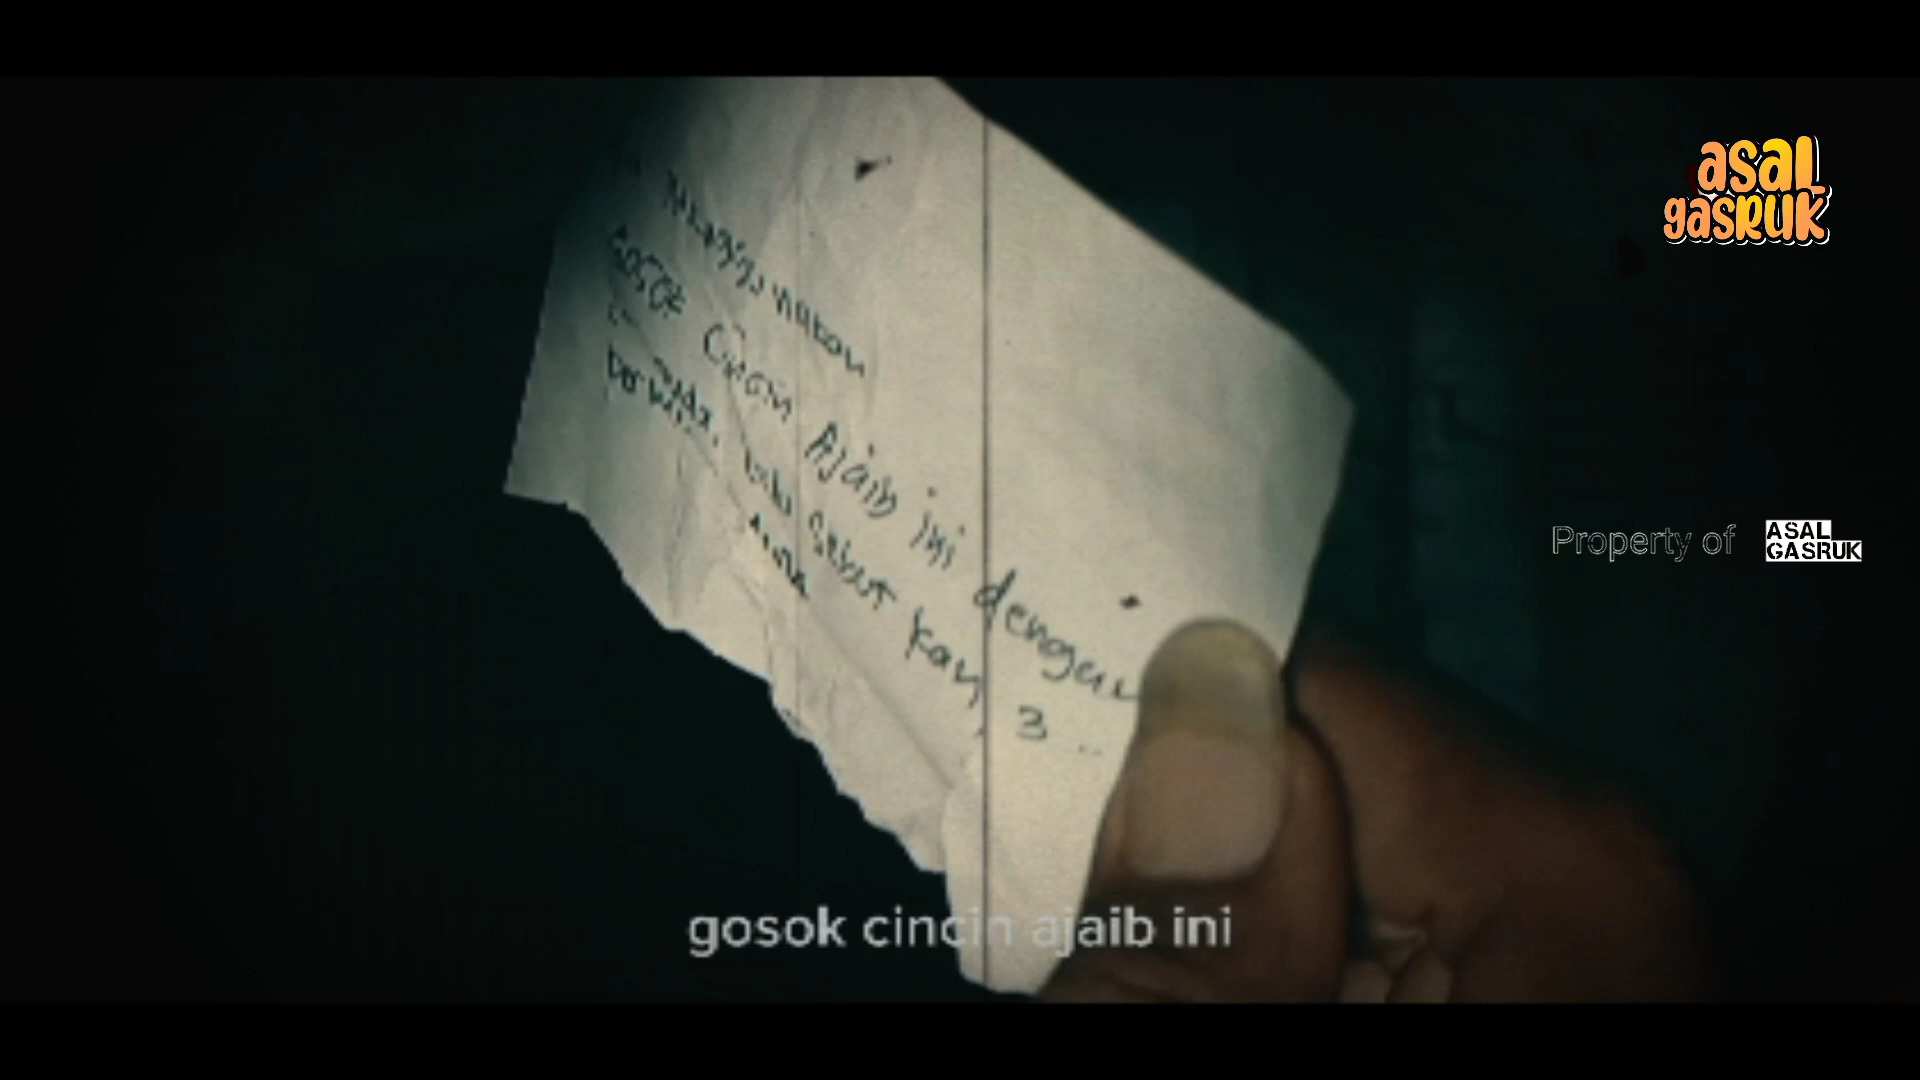 asal
gasruk
gosok Cincin Ajaib ini dengan
sebut kan 3 ..
Property of ASAL
GASRUK
gosok cincin ajaib ini